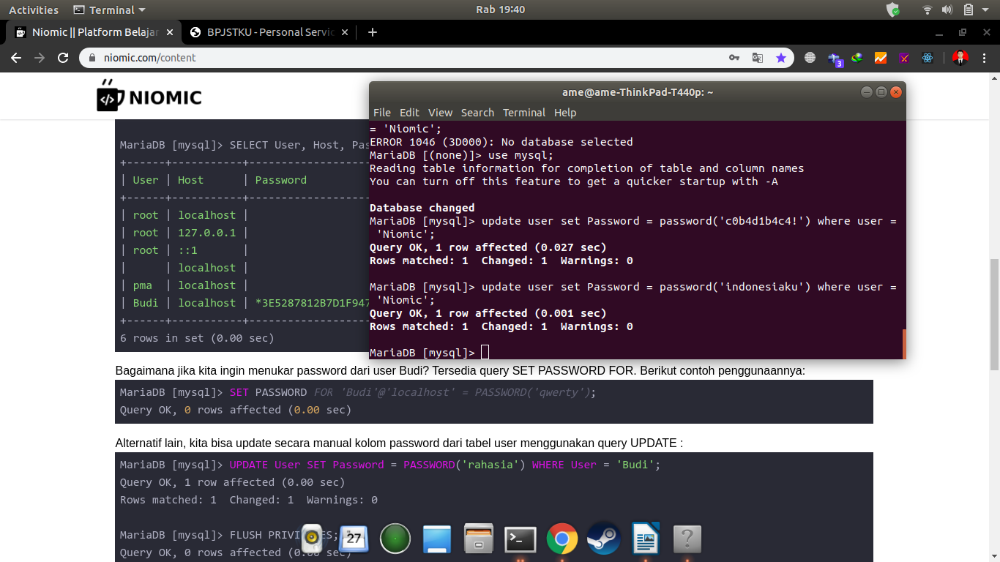 Activities Terminal Rab 19:40
Niomic || Platform Belajar BPJSTKU - Personal Servic
niomic.com/content
3
NIOMIC
MariaDB [mysql]> SELECT User, Host, Pas
+------+-----------+-------------------
| User | Host | Password
+------+-----------+-------------------
| root | localhost |
| root | 127.0.0.1 |
| root | ::1 |
| | localhost |
| pma | localhost |
| Budi | localhost | *3E5287812B7D1F947
+------+-----------+-------------------
6 rows in set (0.00 sec)
ame@ame-ThinkPad-T440p: ~
File Edit View Search Terminal Help
= 'Niomic';
ERROR 1046 (3D000): No database selected
MariaDB [(none)]> use mysql;
Reading table information for completion of table and column names
You can turn off this feature to get a quicker startup with -A
Database changed
MariaDB [mysql]> update user set Password = password('c0b4d1b4c4!') where user =
'Niomic';
Query OK, 1 row affected (0.027 sec)
Rows matched: 1 Changed: 1 Warnings: 0
MariaDB [mysql]> update user set Password = password('indonesiaku') where user =
'Niomic';
Query OK, 1 row affected (0.001 sec)
Rows matched: 1 Changed: 1 Warnings: 0
MariaDB [mysql]>
Bagaimana jika kita ingin menukar password dari user Budi? Tersedia query SET PASSWORD FOR. Berikut contoh penggunaannya:
MariaDB [mysql]> SET PASSWORD FOR 'Budi'@'localhost' = PASSWORD('qwerty');
Query OK, 0 rows affected (0.00 sec)
Alternatif lain, kita bisa update secara manual kolom password dari tabel user menggunakan query UPDATE :
MariaDB [mysql]> UPDATE User SET Password = PASSWORD('rahasia') WHERE User = 'Budi';
Query OK, 1 row affected (0.00 sec)
Rows matched: 1 Changed: 1 Warnings: 0
MariaDB [mysql]> FLUSH
Query OK, 0 rows affected sec)
27